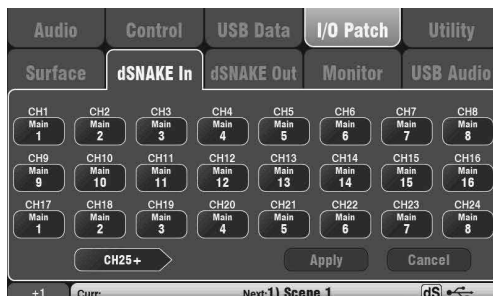 Audio Control USB Data I/O Patch Utility
Surface dSNAKE In dSNAKE Out Monitor USB Audio
CH1 CH2 CH3 CH4 CH5 CH6 CH7 CH8
Main Main Main Main Main Main Main Main
1 2 3 4 5 6 7 8
CH9 CH10 CH11 CH12 CH13 CH14 CH15 CH16
Main Main Main Main Main Main Main Main
9 10 11 12 13 14 15 16
CH17 CH18 CH19 CH20 CH21 CH22 CH23 CH24
Main Main Main Main Main Main Main Main
1 2 3 4 5 6 7 8
CH25+ Apply Cancel
+1 Curr: Next:1) Scene 1 dS